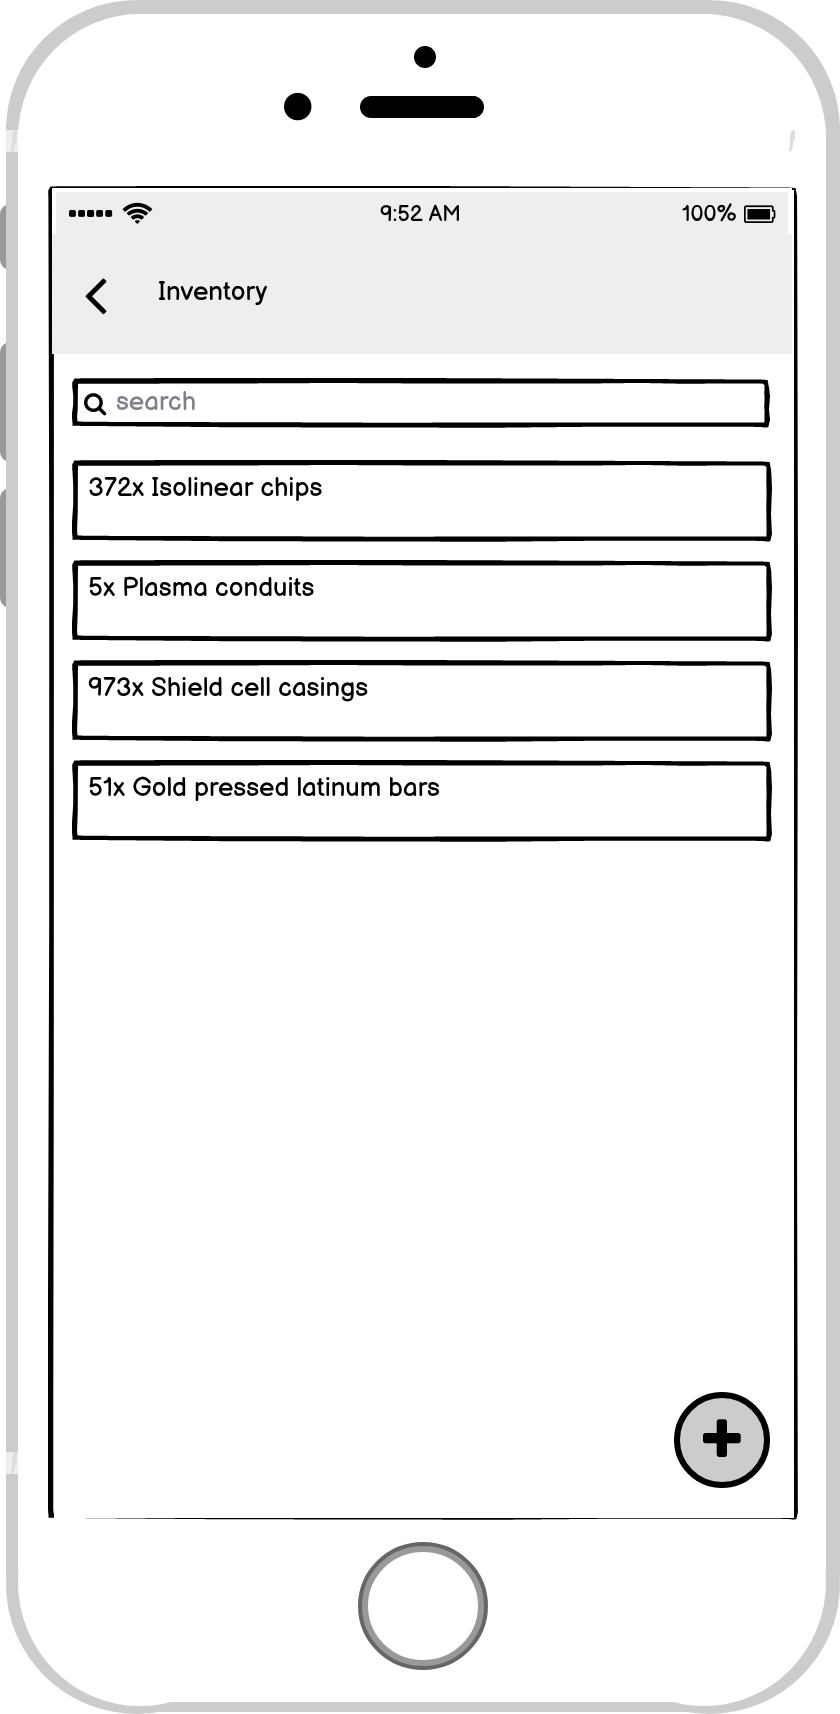 9:52 AM 100%
Inventory
search
372x Isolinear chips
5x Plasma conduits
973x Shield cell casings
51x Gold pressed latinum bars